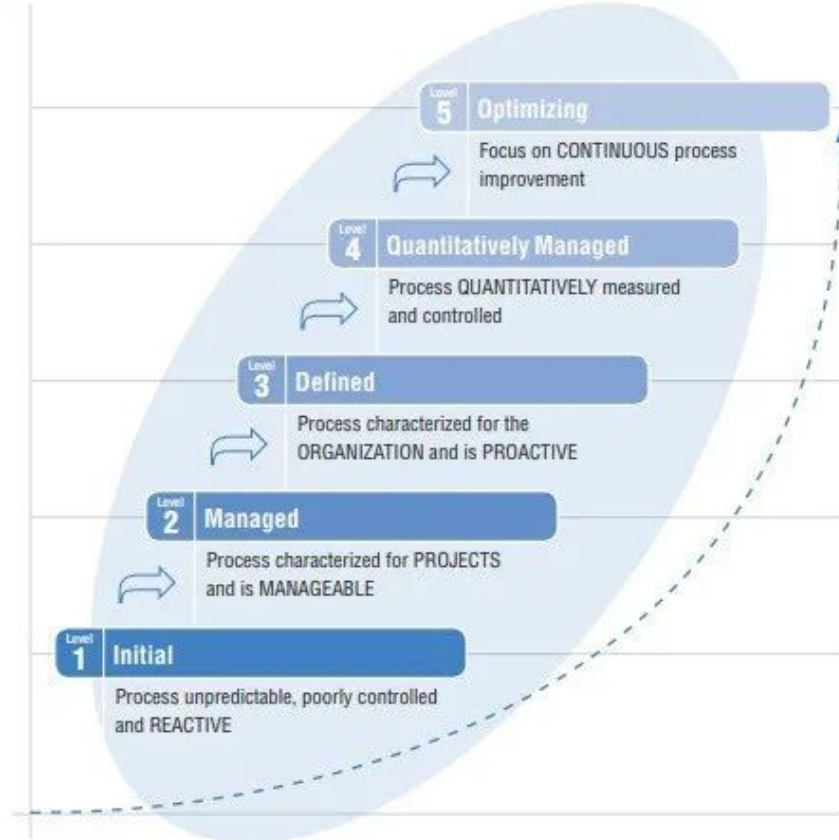 Level
5
Optimizing
Focus on CONTINUOUS process
improvement
Level
4
Quantitatively Managed
Process QUANTITATIVELY measured
and controlled
Level
3
Defined
Process characterized for the
ORGANIZATION and is PROACTIVE
Level
2
Managed
Process characterized for PROJECTS
and is MANAGEABLE
Level
1
Initial
Process unpredictable, poorly controlled
and REACTIVE